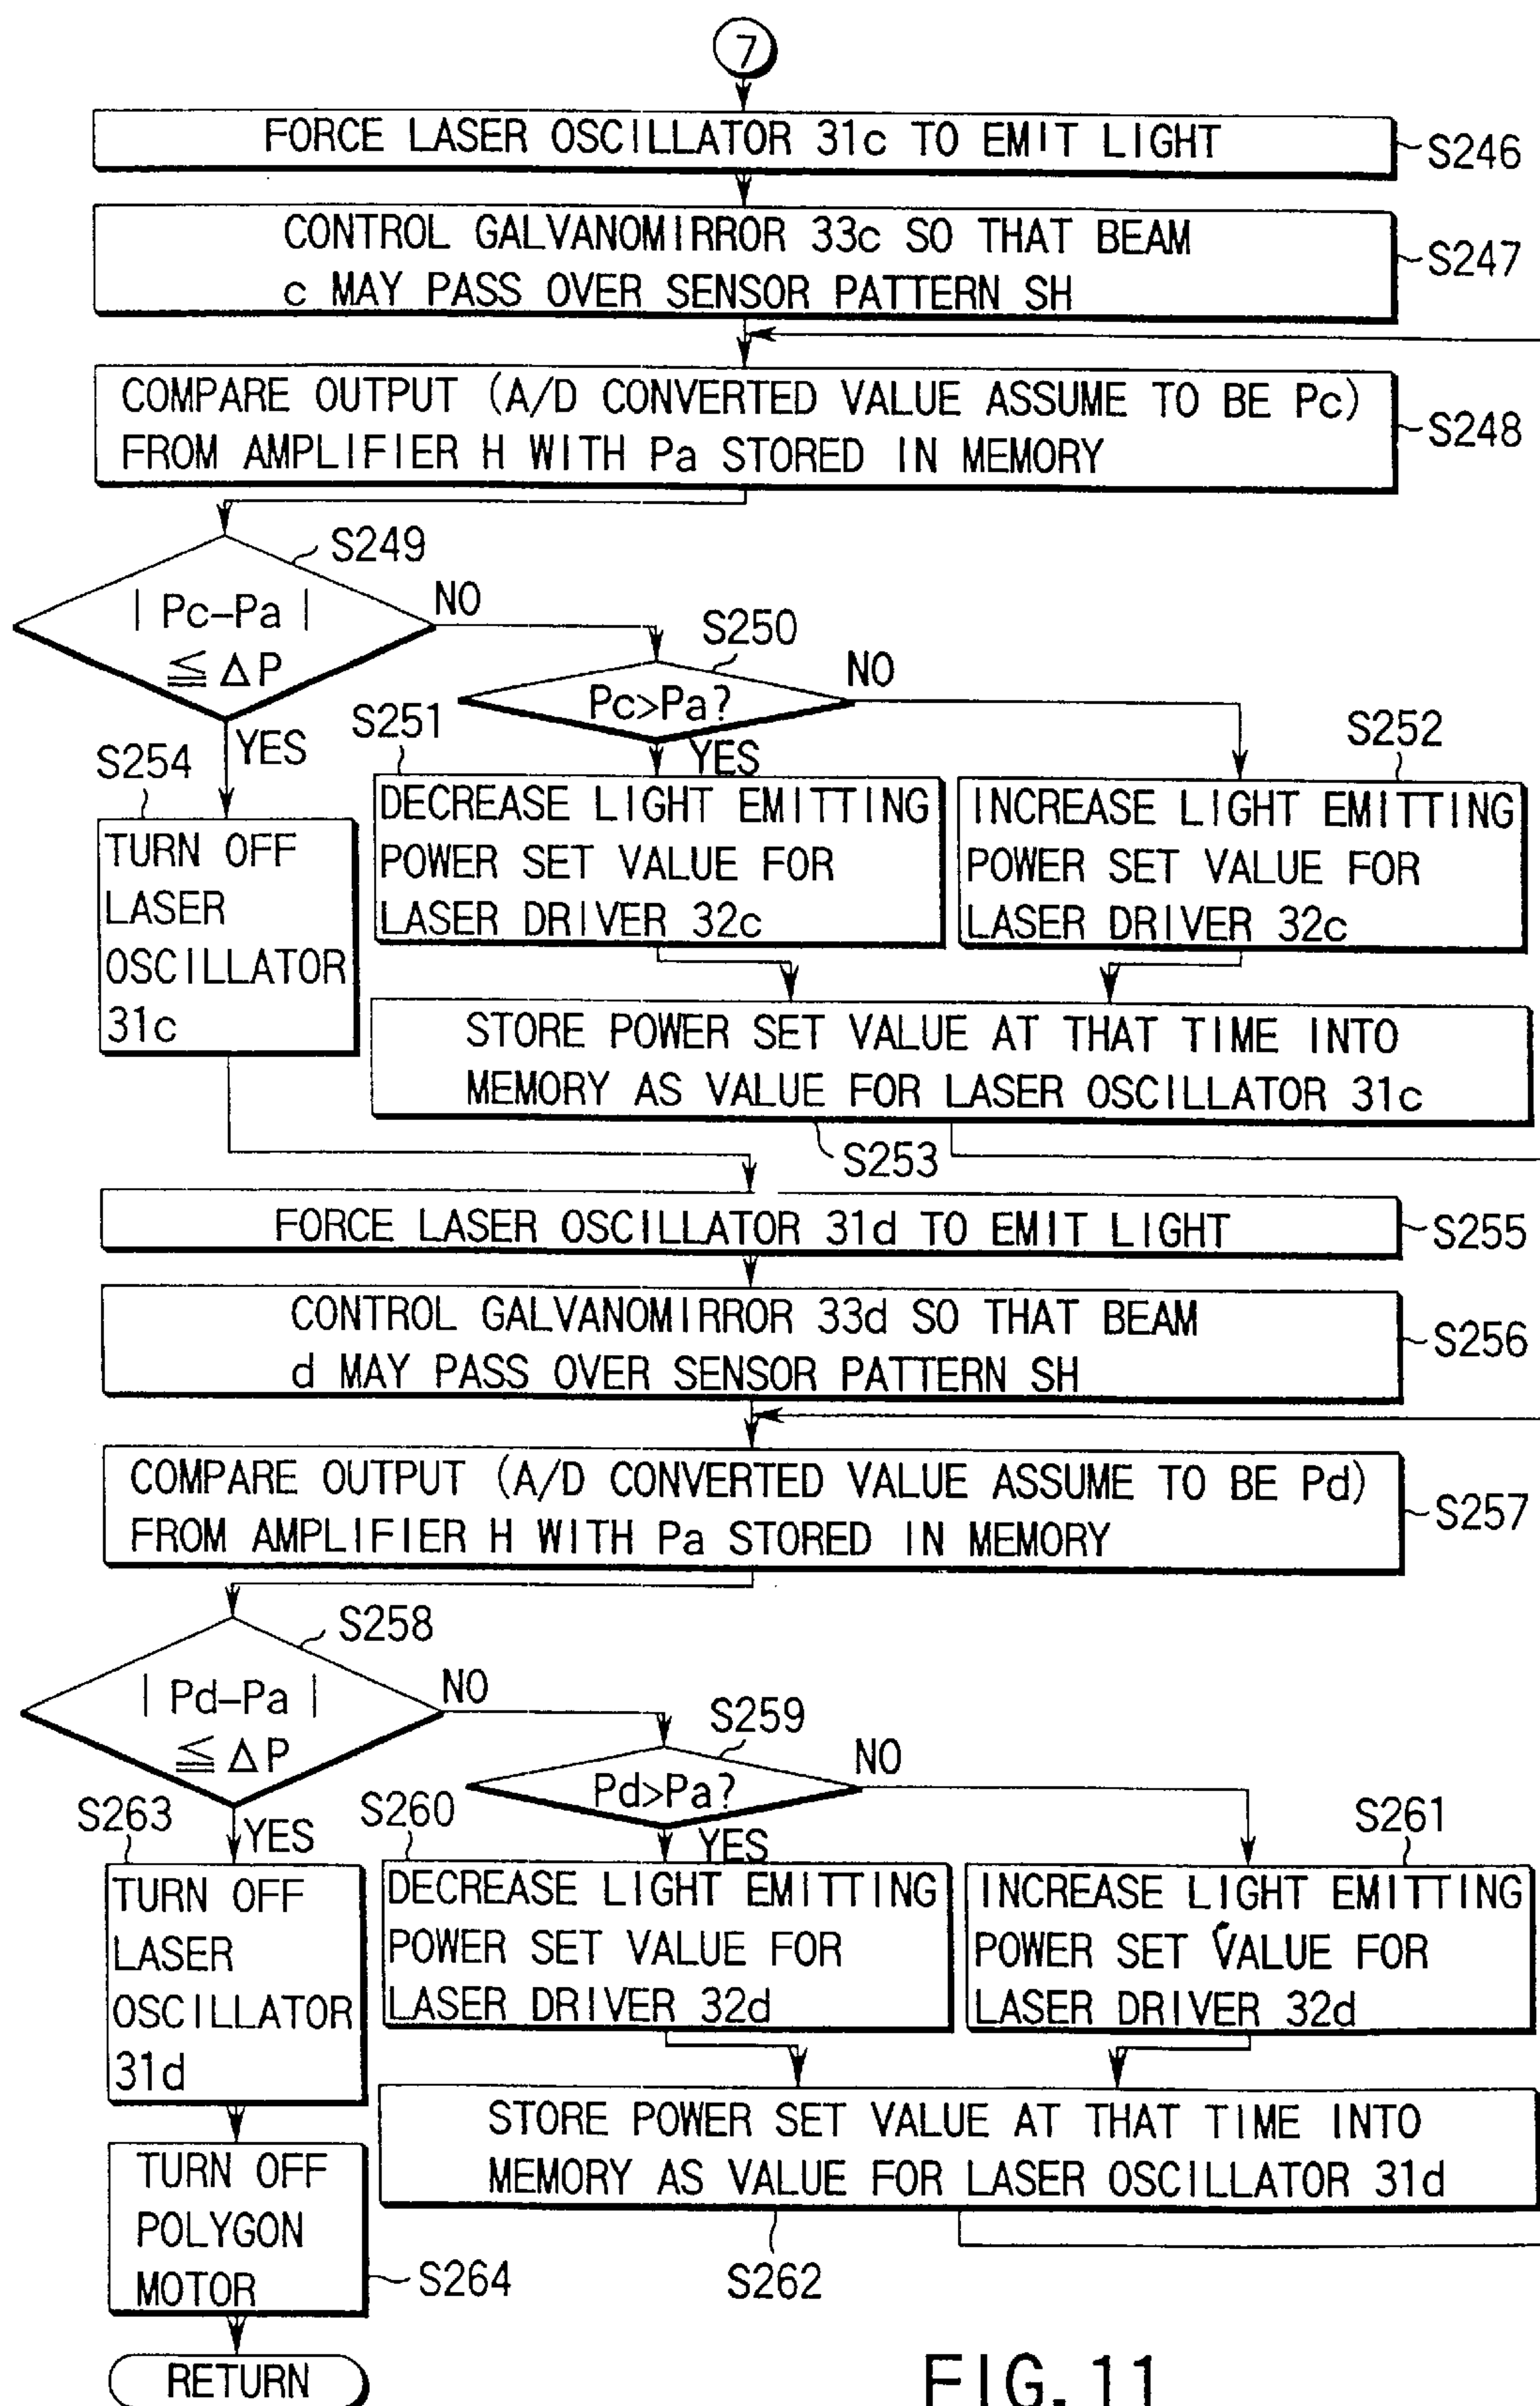 7
FORCE LASER OSCILLATOR 31c TO EMIT LIGHT
S246
CONTROL GALVANOMIRROR 33c SO THAT BEAM
c MAY PASS OVER SENSOR PATTERN SH
S247
COMPARE OUTPUT (A/D CONVERTED VALUE ASSUME TO BE Pc)
FROM AMPLIFIER H WITH Pa STORED IN MEMORY
S248
S249
| Pc-Pa |
≦ ΔP
NO
YES
S250
Pc>Pa?
NO
YES
S251
DECREASE LIGHT EMITTING
POWER SET VALUE FOR
LASER DRIVER 32c
S252
INCREASE LIGHT EMITTING
POWER SET VALUE FOR
LASER DRIVER 32c
S254
TURN OFF
LASER
OSCILLATOR
31c
STORE POWER SET VALUE AT THAT TIME INTO
MEMORY AS VALUE FOR LASER OSCILLATOR 31c
S253
FORCE LASER OSCILLATOR 31d TO EMIT LIGHT
S255
CONTROL GALVANOMIRROR 33d SO THAT BEAM
d MAY PASS OVER SENSOR PATTERN SH
S256
COMPARE OUTPUT (A/D CONVERTED VALUE ASSUME TO BE Pd)
FROM AMPLIFIER H WITH Pa STORED IN MEMORY
S257
S258
| Pd-Pa |
≦ ΔP
NO
YES
S259
Pd>Pa?
NO
YES
S260
DECREASE LIGHT EMITTING
POWER SET VALUE FOR
LASER DRIVER 32d
S261
INCREASE LIGHT EMITTING
POWER SET VALUE FOR
LASER DRIVER 32d
S263
TURN OFF
LASER
OSCILLATOR
31d
STORE POWER SET VALUE AT THAT TIME INTO
MEMORY AS VALUE FOR LASER OSCILLATOR 31d
S262
TURN OFF
POLYGON
MOTOR
S264
RETURN
FIG. 11